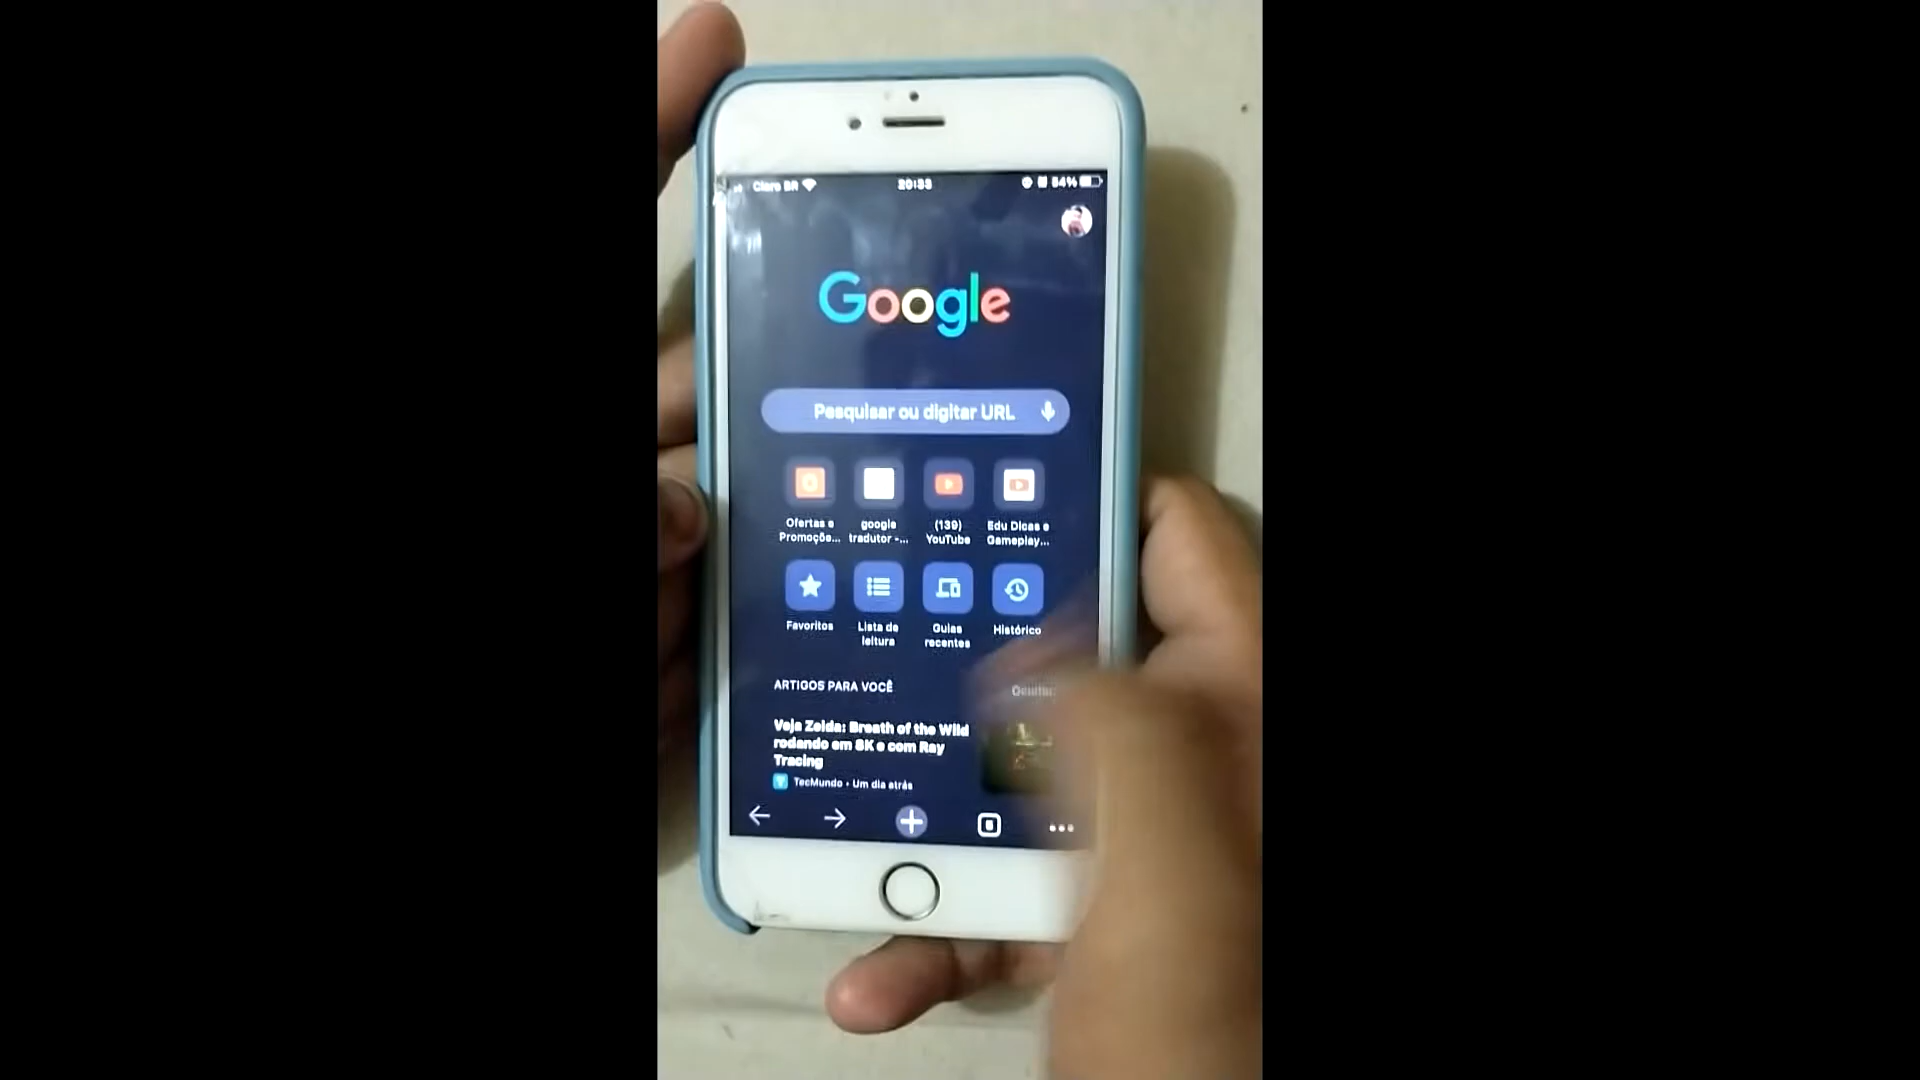 Claro BR 20:33 54%
Google
Pesquisar ou digitar URL
Ofertas e
Promoçõe...
google
tradutor -...
(139)
YouTube
Edu Dicas e
Gameplay...
Favoritos
Lista de
leitura
Guias
recentes
Histórico
ARTIGOS PARA VOCÊ
Ocultar
Veja Zelda: Breath of the Wild
rodando em 8K e com Ray
Tracing
TecMundo • Um dia atrás